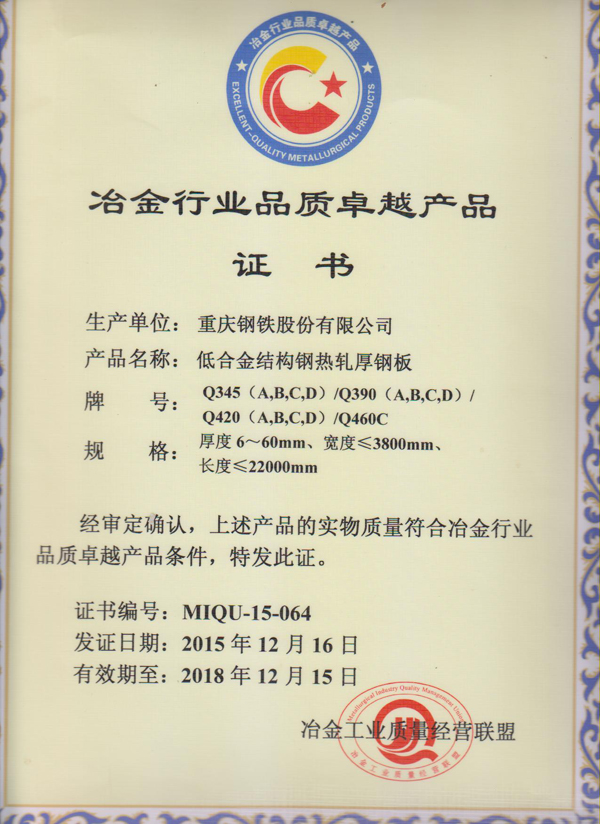 冶金行业品质卓越产品
EXCELLENT-QUALITY METALLURGICAL PRODUCTS
冶金行业品质卓越产品
证 书
生产单位：重庆钢铁股份有限公司
产品名称：低合金结构钢热轧厚钢板
牌 号：Q345（A,B,C,D）/Q390（A,B,C,D）/
Q420（A,B,C,D）/Q460C
规 格：厚度 6～60mm、宽度≤3800mm、
长度≤22000mm
经审定确认，上述产品的实物质量符合冶金行业
品质卓越产品条件，特发此证。
证书编号：MIQU-15-064
发证日期：2015 年 12 月 16 日
有效期至：2018 年 12 月 15 日
Metallurgical Industry Quality Management Union
冶金工业质量经营联盟
冶金工业质量经营联盟